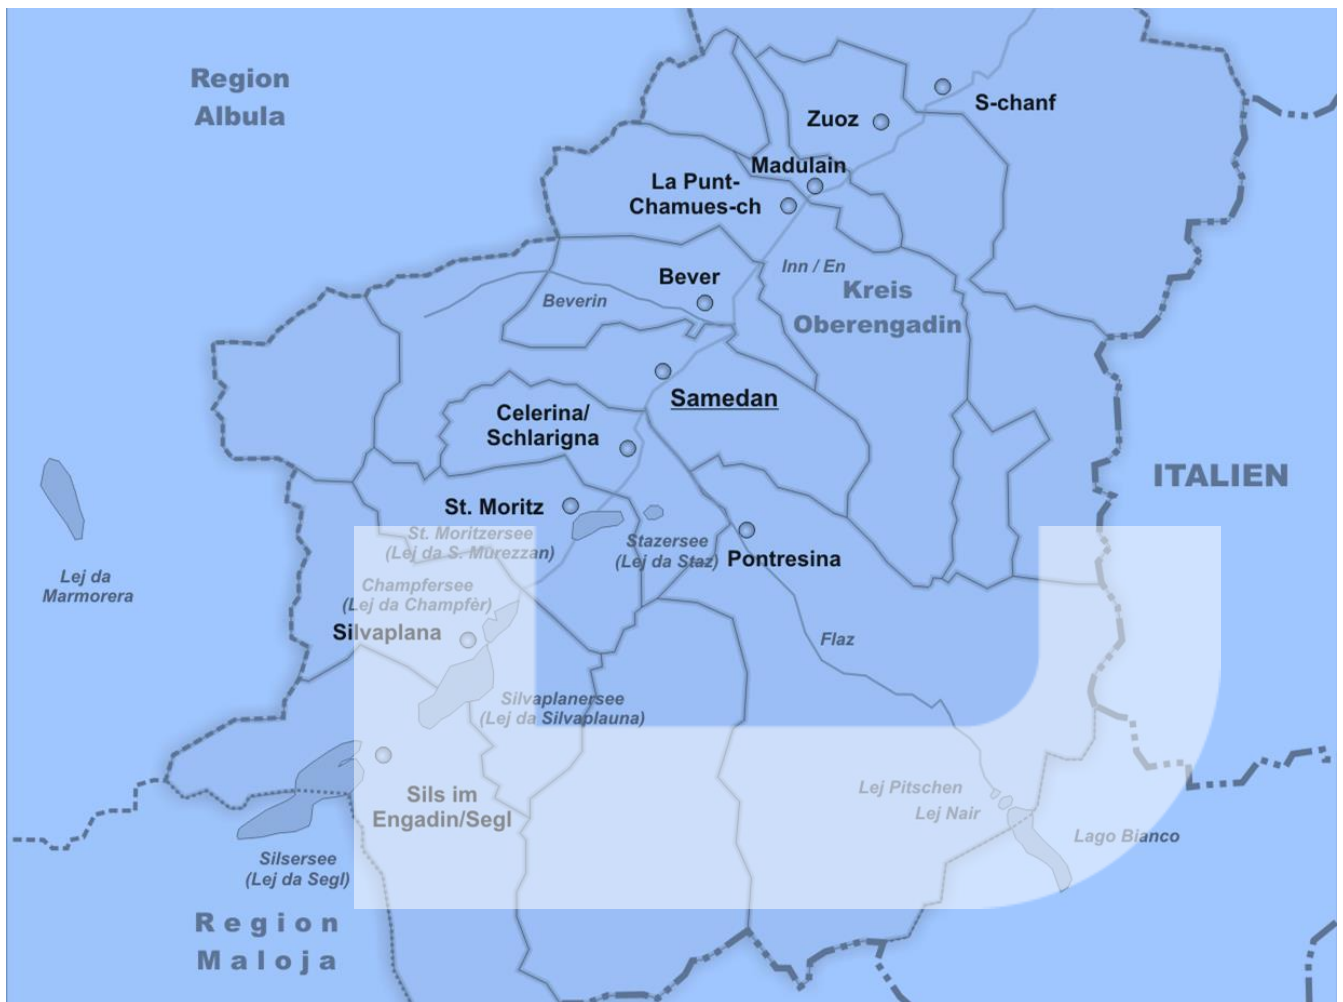 Region
Albula
S-chanf
Zuoz
Madulain
La Punt-
Chamues-ch
Inn / En
Bever
Kreis
Oberengadin
Beverin
Samedan
Celerina/
Schlarigna
ITALIEN
St. Moritz
St. Moritzersee
(Lej da S. Murezzan)
Stazersee
(Lej da Staz)
Pontresina
Lej da
Marmorera
Champfersee
(Lej da Champfèr)
Silvaplana
Flaz
Silvaplanersee
(Lej da Silvaplauna)
Sils im
Engadin/Segl
Lej Pitschen
Lej Nair
Lago Bianco
Silsersee
(Lej da Segl)
Region
Maloja